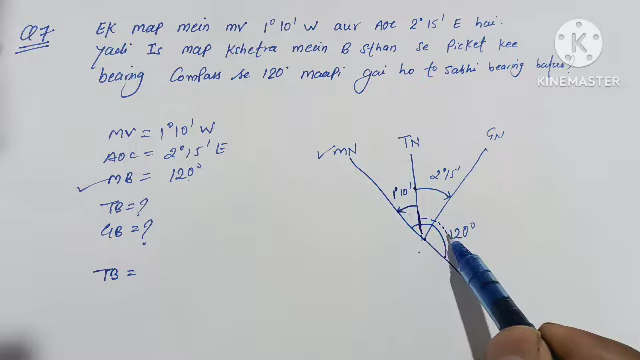 Q7 Ek map mein mv 1°10' W aur AOC 2°15' E hai.
Yadi Is map kshetra mein B sthan se Picket kee
bearing Compass se 120° maapi gai ho to sabhi bearing
KINEMASTER
MV = 1°10' W
AOC = 2°15' E
MB = 120°
TB = ?
GB = ?
TB =
MN
TN
GN
1°10'
2°15'
120°